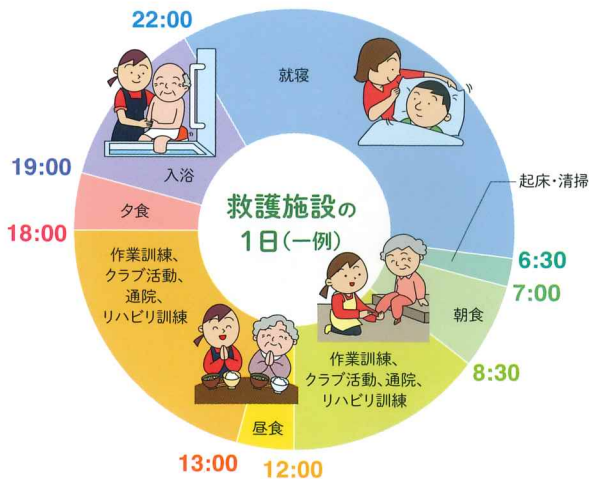 22:00
就寝
19:00
入浴
起床・清掃
夕食
18:00
救護施設の
1日(一例)
6:30
7:00
作業訓練、
クラブ活動、
通院、
リハビリ訓練
朝食
8:30
作業訓練、
クラブ活動、通院、
リハビリ訓練
昼食
13:00
12:00